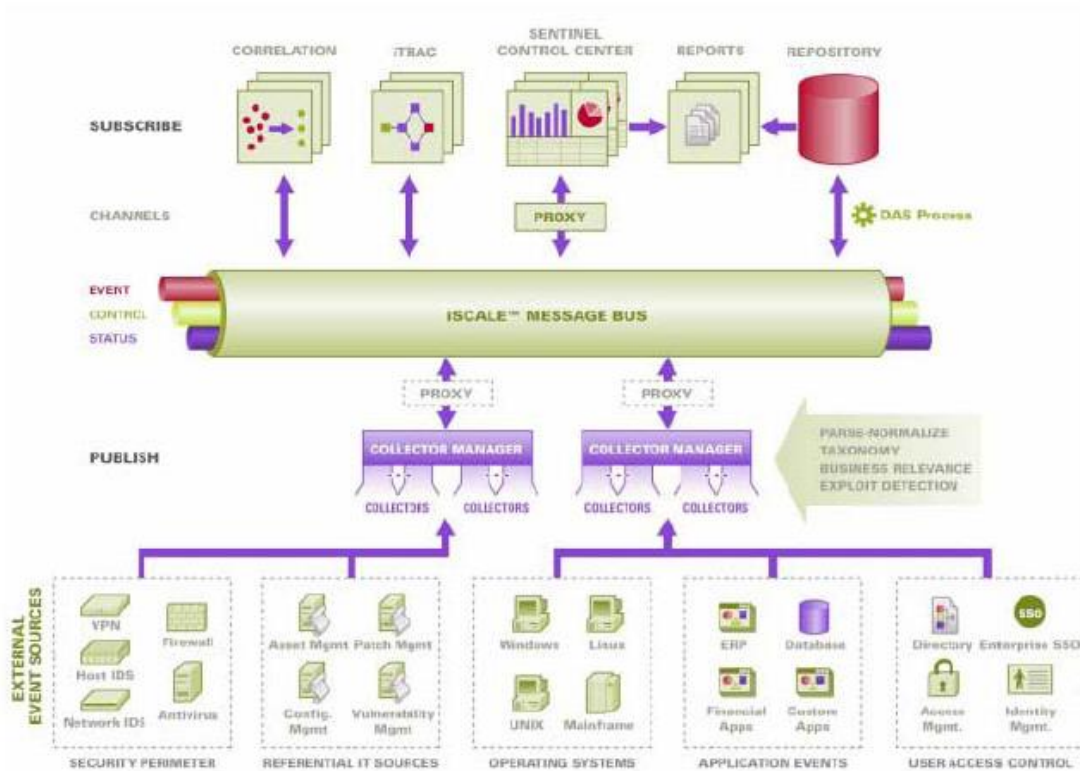 CORRELATION
iTRAC
SENTINEL
CONTROL CENTER
REPORTS
REPOSITORY
SUBSCRIBE
CHANNELS
PROXY
DAS Process
EVENT
CONTROL
STATUS
iSCALE™ MESSAGE BUS
PROXY
PROXY
PUBLISH
COLLECTOR MANAGER
COLLECTOR MANAGER
COLLECTORS
COLLECTORS
COLLECTORS
COLLECTORS
PARSE-NORMALIZE
TAXONOMY
BUSINESS RELEVANCE
EXPLOIT DETECTION
EXTERNAL
EVENT SOURCES
VPN
Firewall
Host IDS
Network IDS
Antivirus
SECURITY PERIMETER
Asset Mgmt
Patch Mgmt
Config.
Mgmt
Vulnerability
Mgmt
REFERENTIAL IT SOURCES
Windows
Linux
UNIX
Mainframe
OPERATING SYSTEMS
ERP
Database
Financial
Apps
Custom
Apps
APPLICATION EVENTS
Directory
SSO
Enterprise SSO
Access
Mgmt.
Identity
Mgmt.
USER ACCESS CONTROL